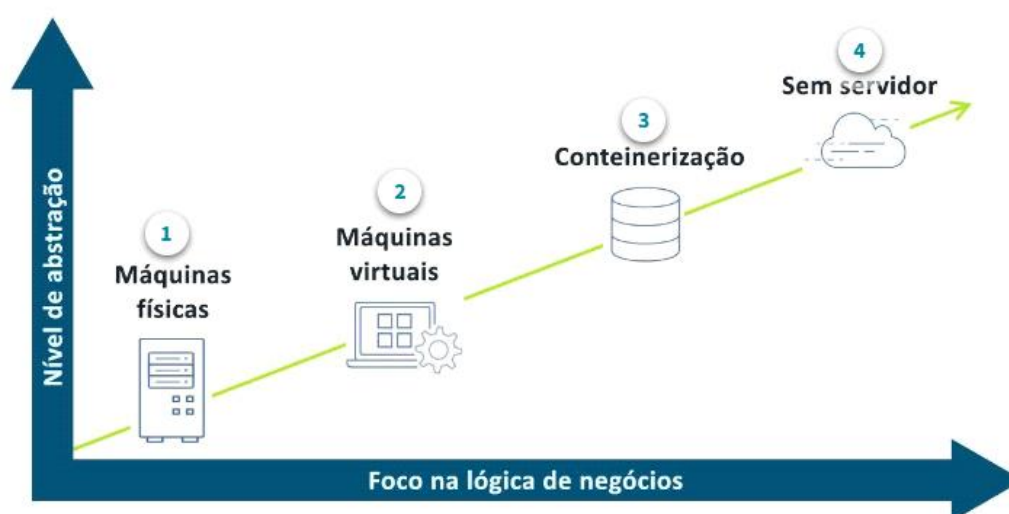 4
Sem servidor
3
Conteinerização
2
Máquinas
virtuais
1
Máquinas
físicas
Nível de abstração
Foco na lógica de negócios